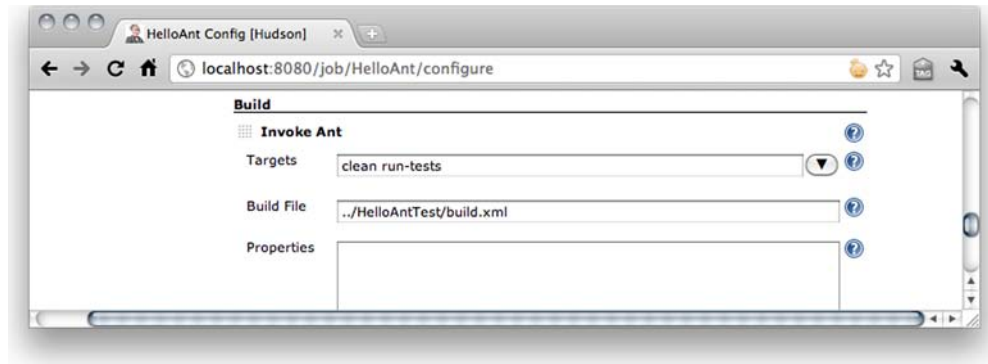 HelloAnt Config [Hudson]
localhost:8080/job/HelloAnt/configure
TAG
Build
Invoke Ant
Targets
clean run-tests
Build File
../HelloAntTest/build.xml
Properties